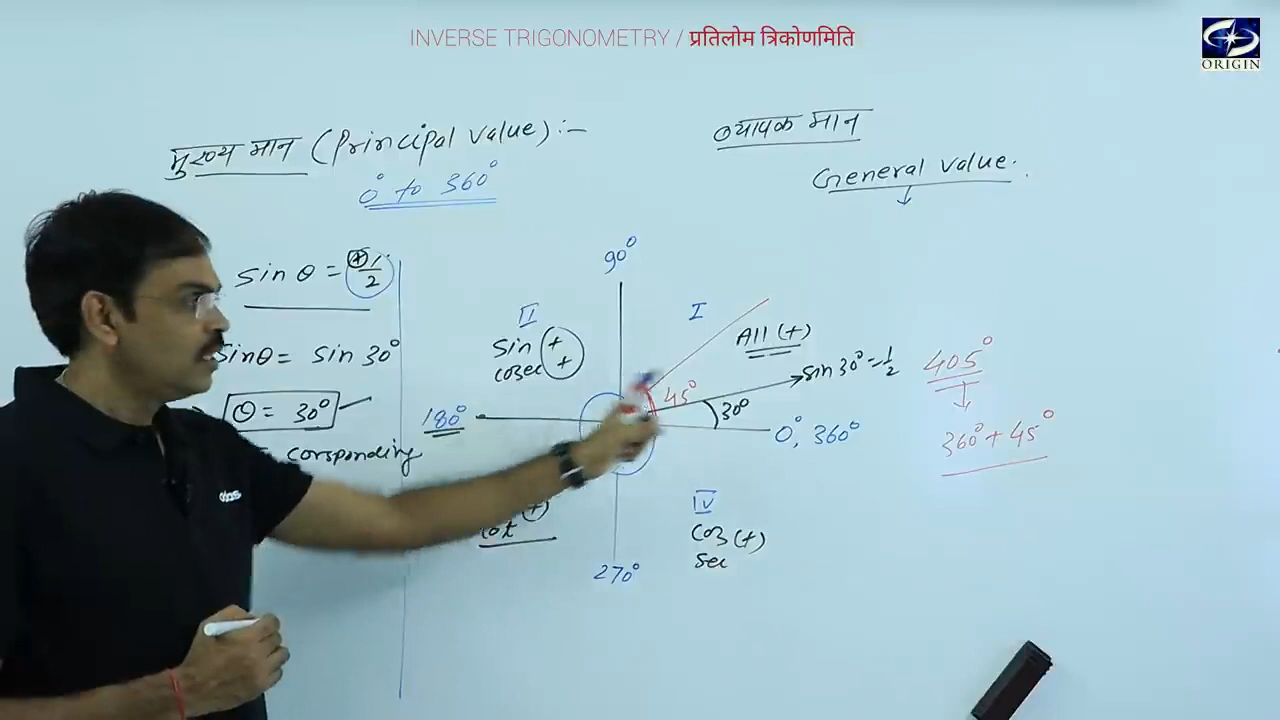 INVERSE TRIGONOMETRY / प्रतिलोम त्रिकोणमिति
ORIGIN
मुख्य मान (Principal value):-
0° to 360°
व्यापक मान
General value.
sin θ = (+) 1/2
sinθ = sin 30°
θ = 30°
corsponding
90°
II
sin +
cosec +
I
All (+)
sin 30° = 1/2
45°
30°
180°
0°, 360°
cot (+)
IV
cos (+)
sec
270°
405°
360° + 45°